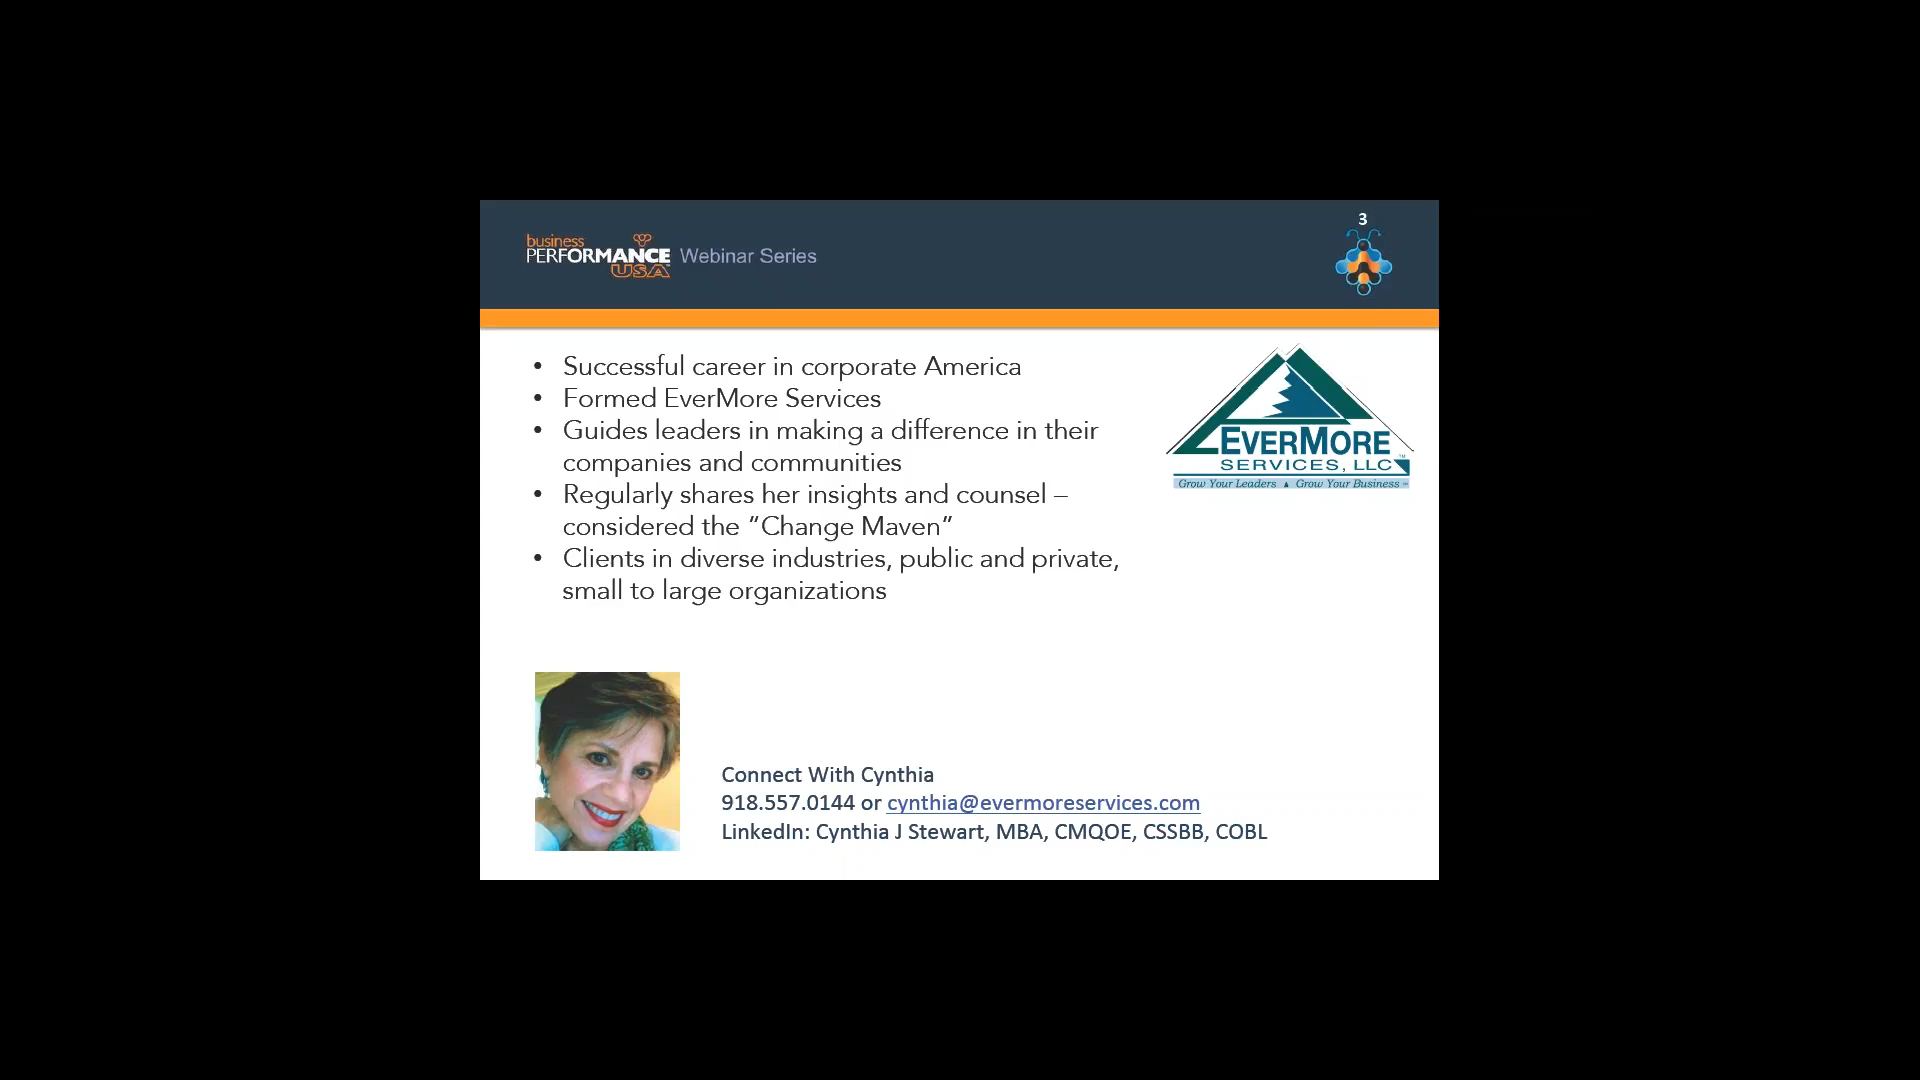 3
business
PERFORMANCE Webinar Series
USA
• Successful career in corporate America
• Formed EverMore Services
• Guides leaders in making a difference in their
companies and communities
• Regularly shares her insights and counsel –
considered the “Change Maven”
• Clients in diverse industries, public and private,
small to large organizations
EVERMORE
SERVICES, LLC
Grow Your Leaders ▲ Grow Your Business
Connect With Cynthia
918.557.0144 or cynthia@evermoreservices.com
LinkedIn: Cynthia J Stewart, MBA, CMQOE, CSSBB, COBL